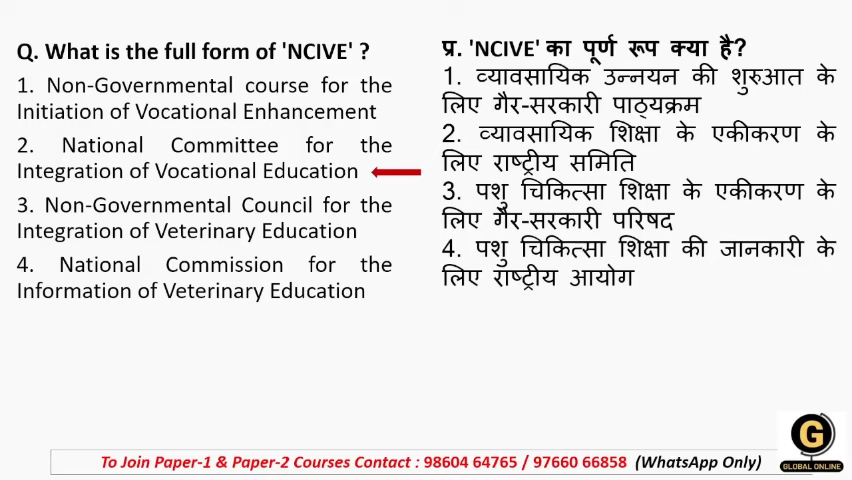 Q. What is the full form of 'NCIVE' ?
1. Non-Governmental course for the
Initiation of Vocational Enhancement
2. National Committee for the
Integration of Vocational Education
3. Non-Governmental Council for the
Integration of Veterinary Education
4. National Commission for the
Information of Veterinary Education
प्र. 'NCIVE' का पूर्ण रूप क्या है?
1. व्यावसायिक उन्नयन की शुरुआत के
लिए गैर-सरकारी पाठ्यक्रम
2. व्यावसायिक शिक्षा के एकीकरण के
लिए राष्ट्रीय समिति
3. पशु चिकित्सा शिक्षा के एकीकरण के
लिए गैर-सरकारी परिषद
4. पशु चिकित्सा शिक्षा की जानकारी के
लिए राष्ट्रीय आयोग
To Join Paper-1 & Paper-2 Courses Contact : 98604 64765 / 97660 66858 (WhatsApp Only)
G
GLOBAL ONLINE